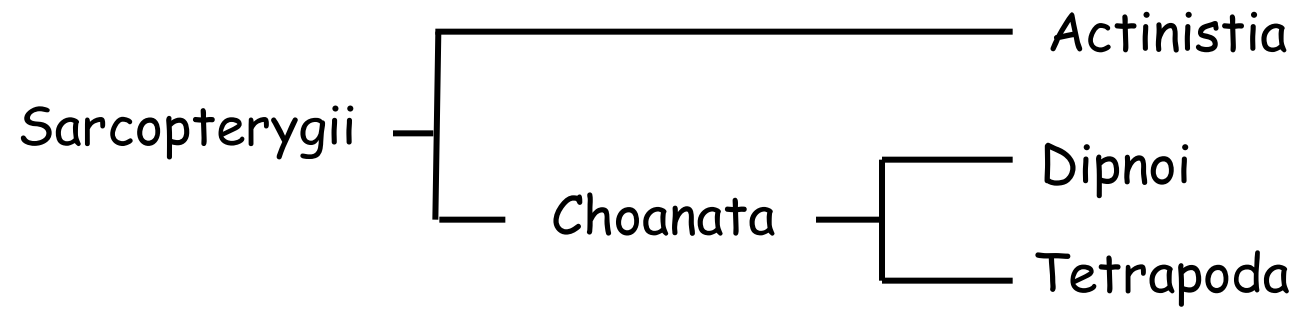 Actinistia
Sarcopterygii
Dipnoi
Choanata
Tetrapoda